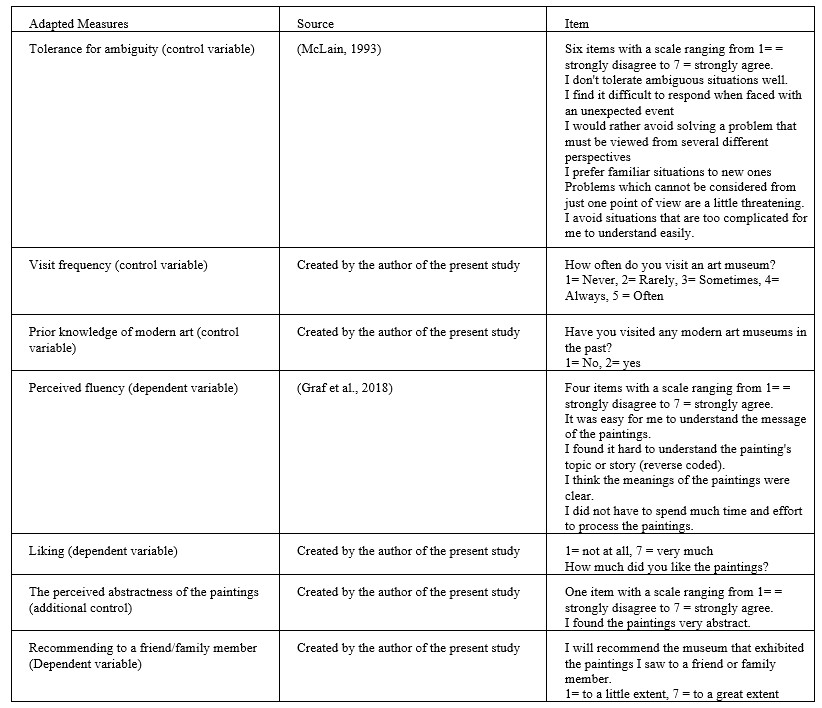 Adapted Measures
Source
Item
Tolerance for ambiguity (control variable)
(McLain, 1993)
Six items with a scale ranging from 1= =
strongly disagree to 7 = strongly agree.
I don't tolerate ambiguous situations well.
I find it difficult to respond when faced with
an unexpected event
I would rather avoid solving a problem that
must be viewed from several different
perspectives
I prefer familiar situations to new ones
Problems which cannot be considered from
just one point of view are a little threatening.
I avoid situations that are too complicated for
me to understand easily.
Visit frequency (control variable)
Created by the author of the present study
How often do you visit an art museum?
1= Never, 2= Rarely, 3= Sometimes, 4=
Always, 5 = Often
Prior knowledge of modern art (control
variable)
Created by the author of the present study
Have you visited any modern art museums in
the past?
1= No, 2= yes
Perceived fluency (dependent variable)
(Graf et al., 2018)
Four items with a scale ranging from 1= =
strongly disagree to 7 = strongly agree.
It was easy for me to understand the message
of the paintings.
I found it hard to understand the painting's
topic or story (reverse coded).
I think the meanings of the paintings were
clear.
I did not have to spend much time and effort
to process the paintings.
Liking (dependent variable)
Created by the author of the present study
1= not at all, 7 = very much
How much did you like the paintings?
The perceived abstractness of the paintings
(additional control)
Created by the author of the present study
One item with a scale ranging from 1= =
strongly disagree to 7 = strongly agree.
I found the paintings very abstract.
Recommending to a friend/family member
(Dependent variable)
Created by the author of the present study
I will recommend the museum that exhibited
the paintings I saw to a friend or family
member.
1= to a little extent, 7 = to a great extent